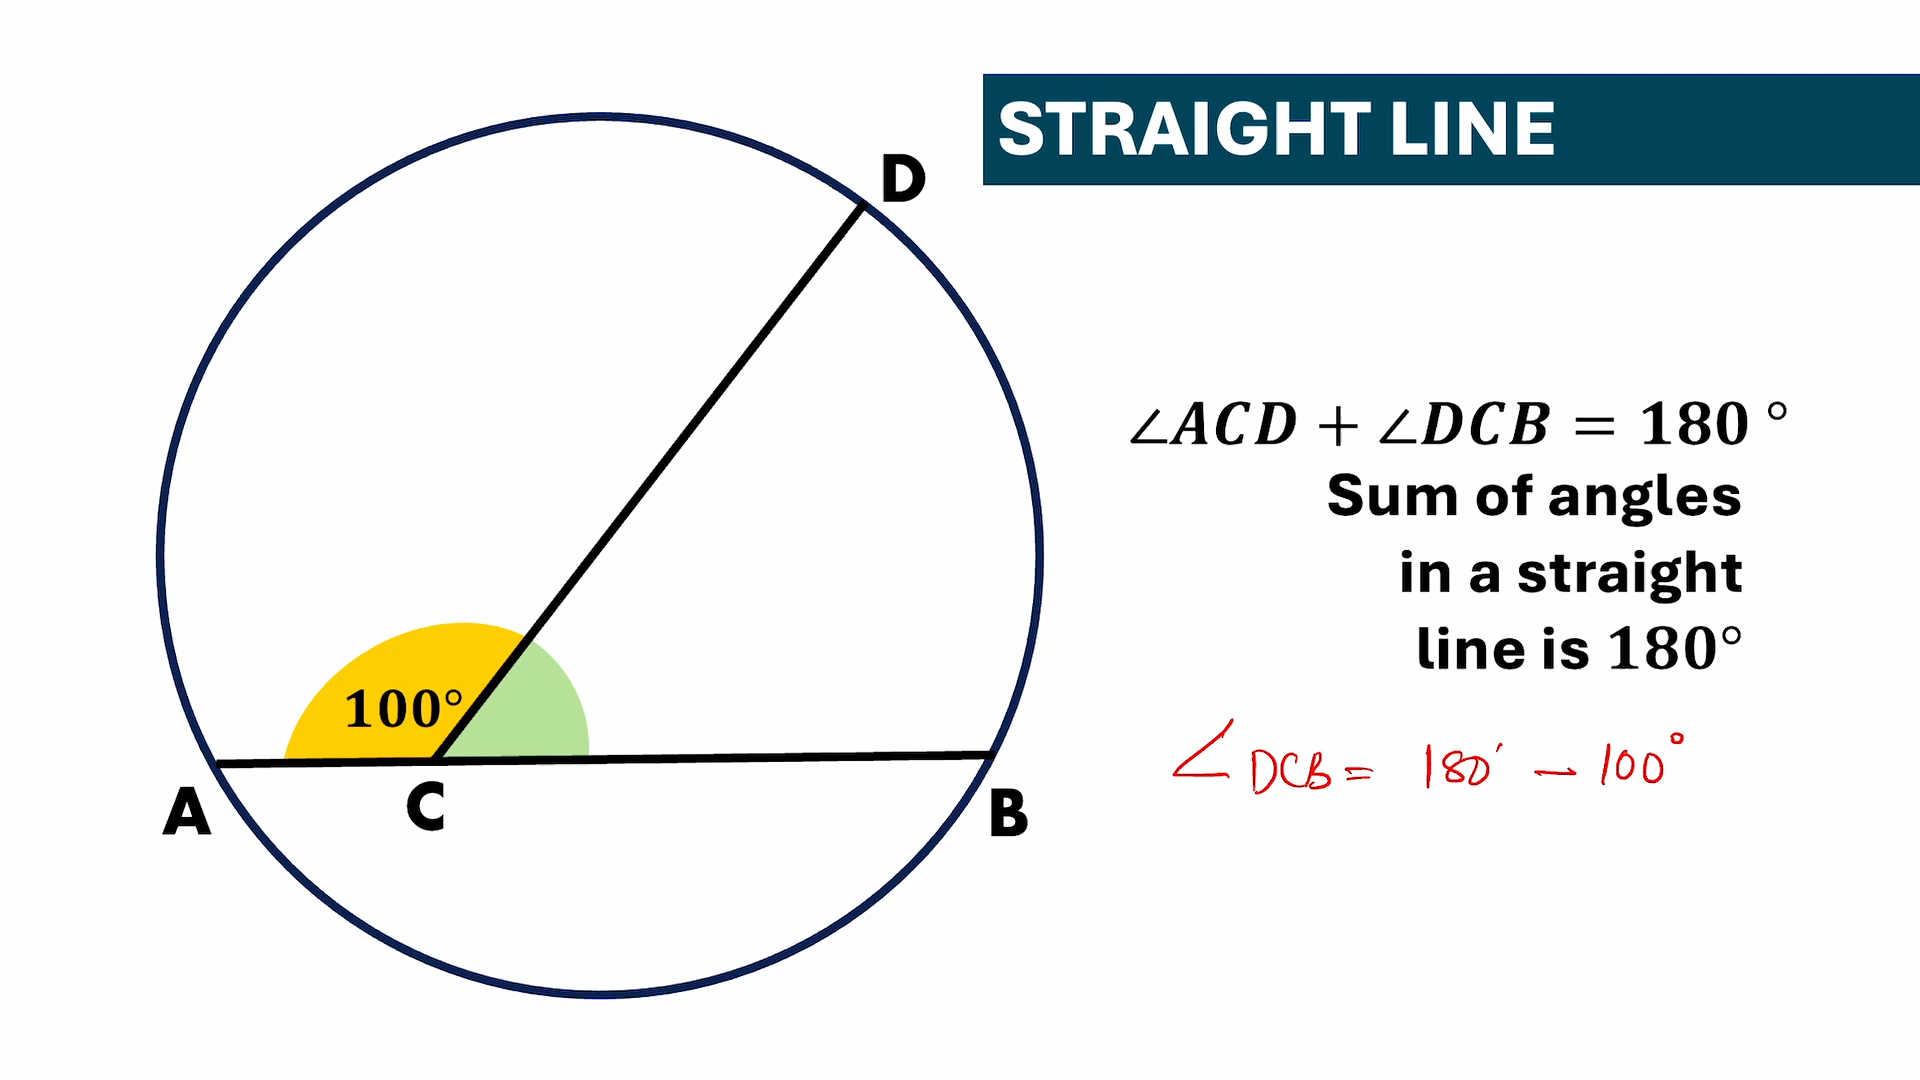 STRAIGHT LINE
D
∠ACD + ∠DCB = 180°
Sum of angles
in a straight
line is 180°
100°
∠DCB = 180° - 100°
A
C
B